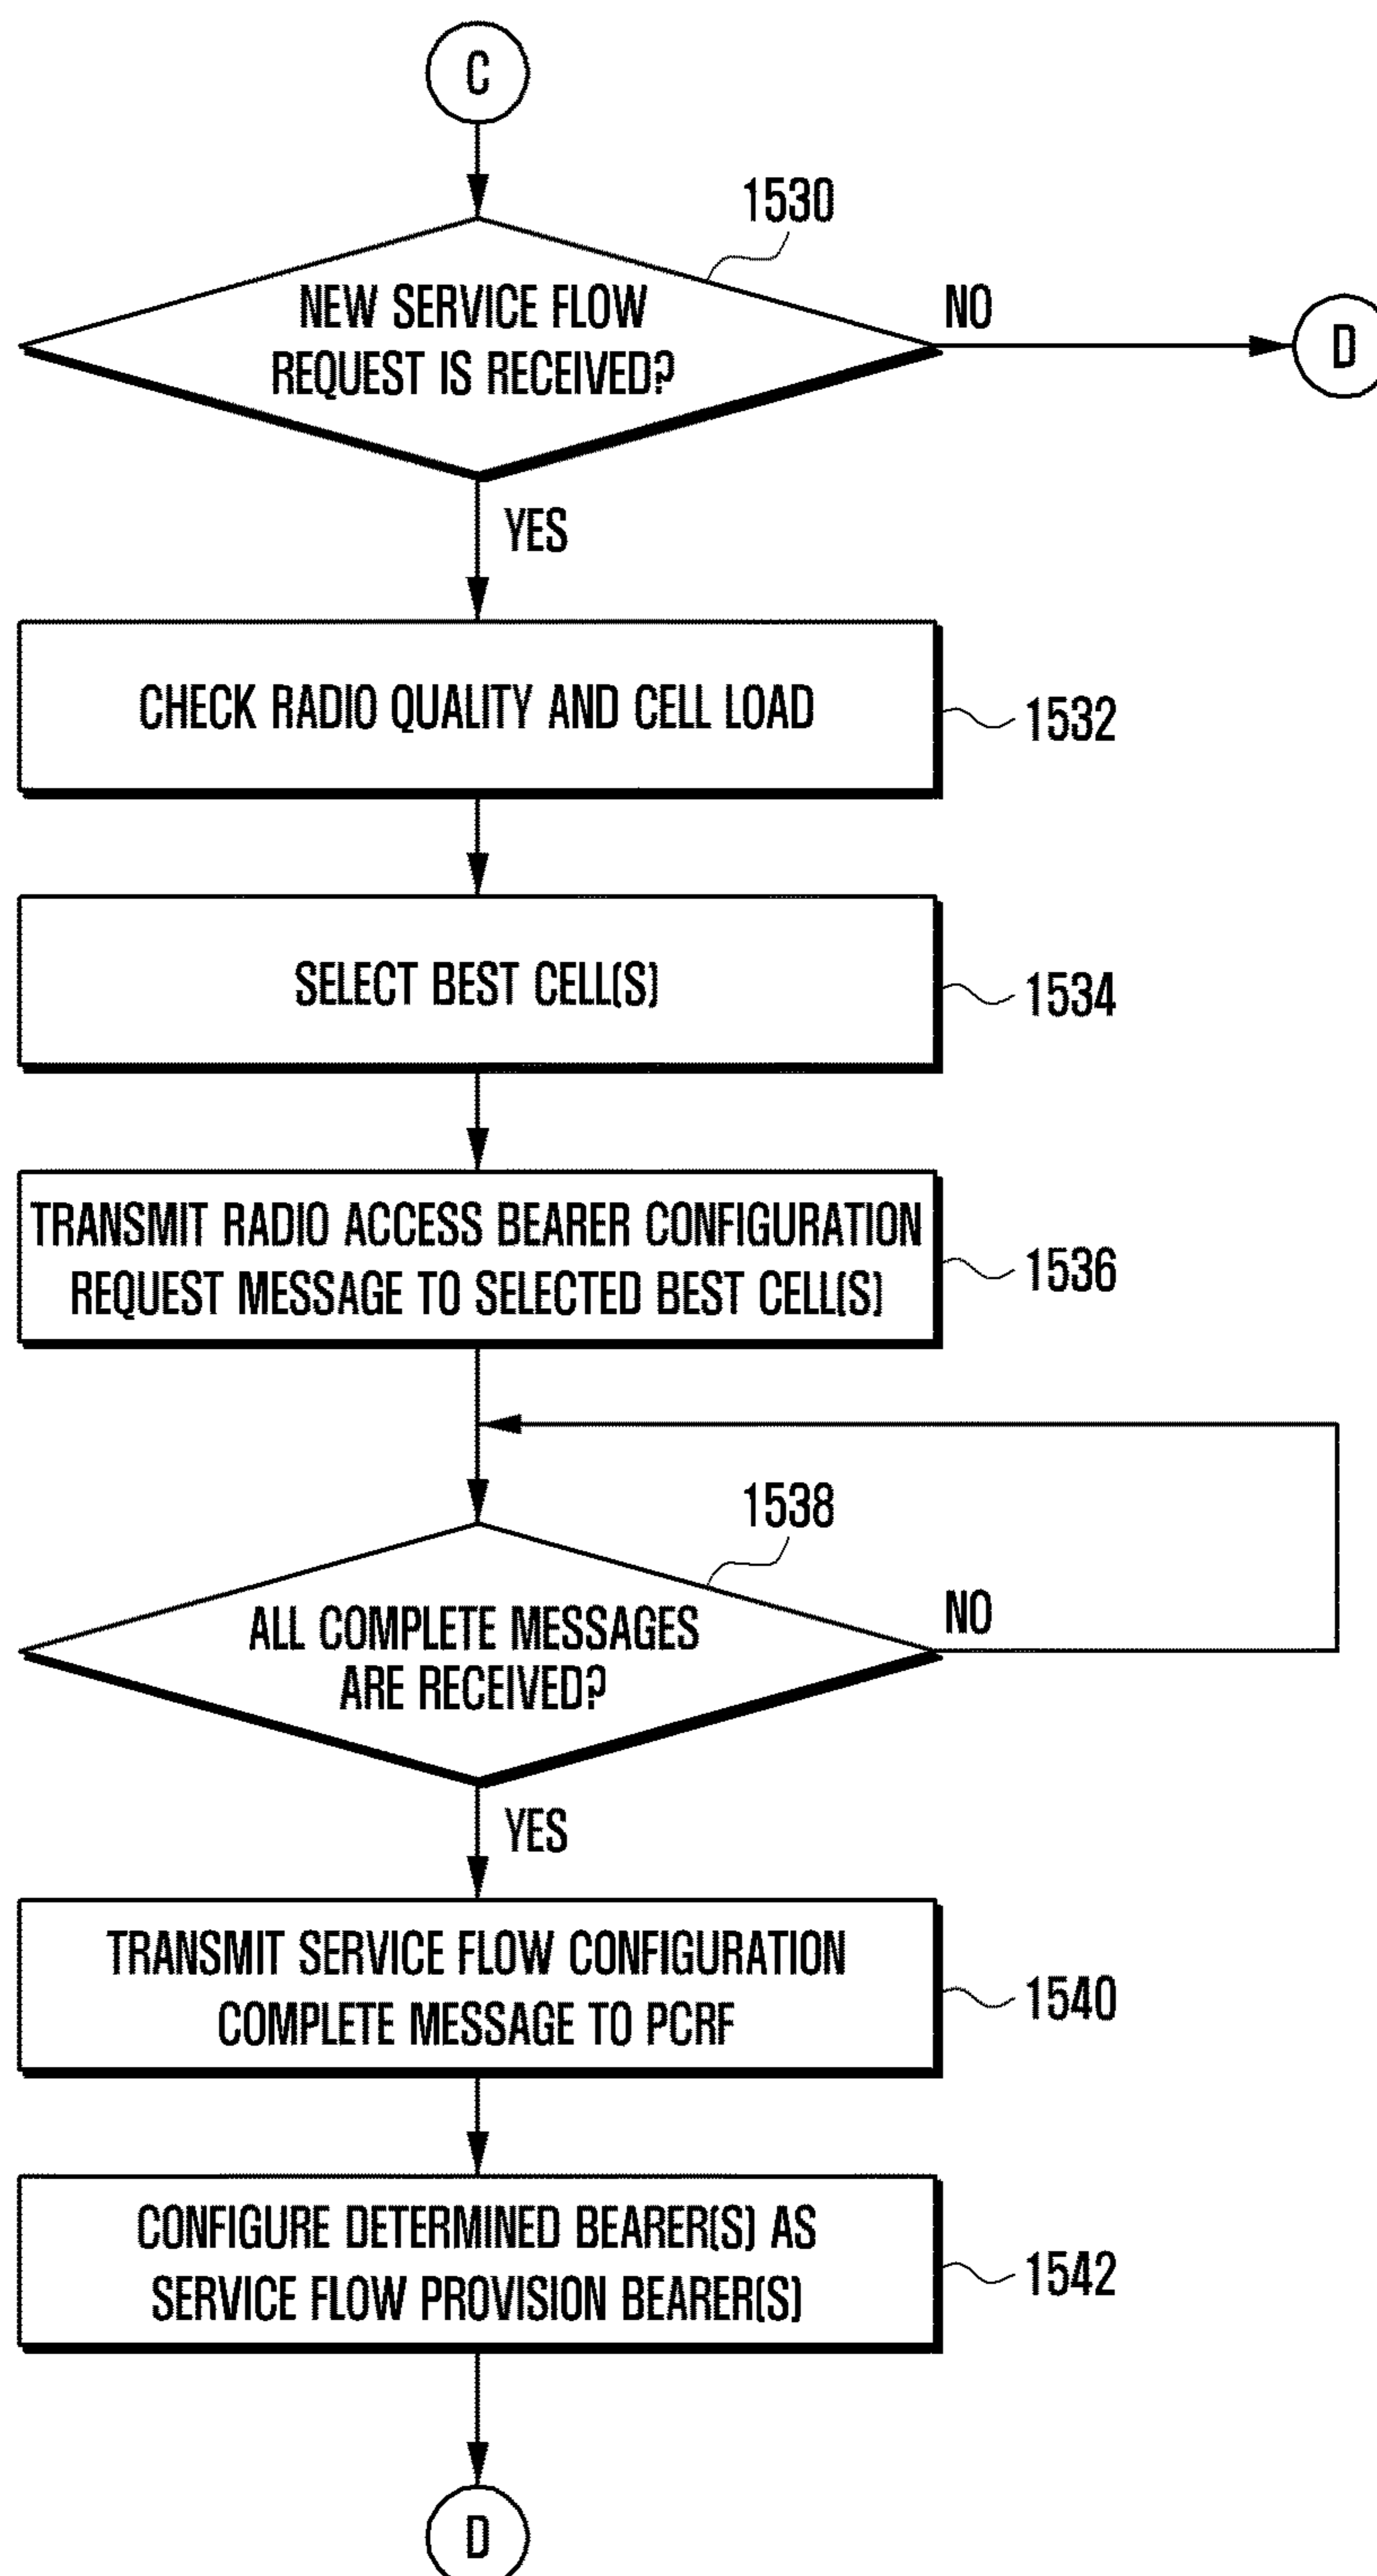 C
1530
NEW SERVICE FLOW
REQUEST IS RECEIVED?
NO
D
YES
CHECK RADIO QUALITY AND CELL LOAD
1532
SELECT BEST CELL(S)
1534
TRANSMIT RADIO ACCESS BEARER CONFIGURATION
REQUEST MESSAGE TO SELECTED BEST CELL(S)
1536
1538
ALL COMPLETE MESSAGES
ARE RECEIVED?
NO
YES
TRANSMIT SERVICE FLOW CONFIGURATION
COMPLETE MESSAGE TO PCRF
1540
CONFIGURE DETERMINED BEARER(S) AS
SERVICE FLOW PROVISION BEARER(S)
1542
D